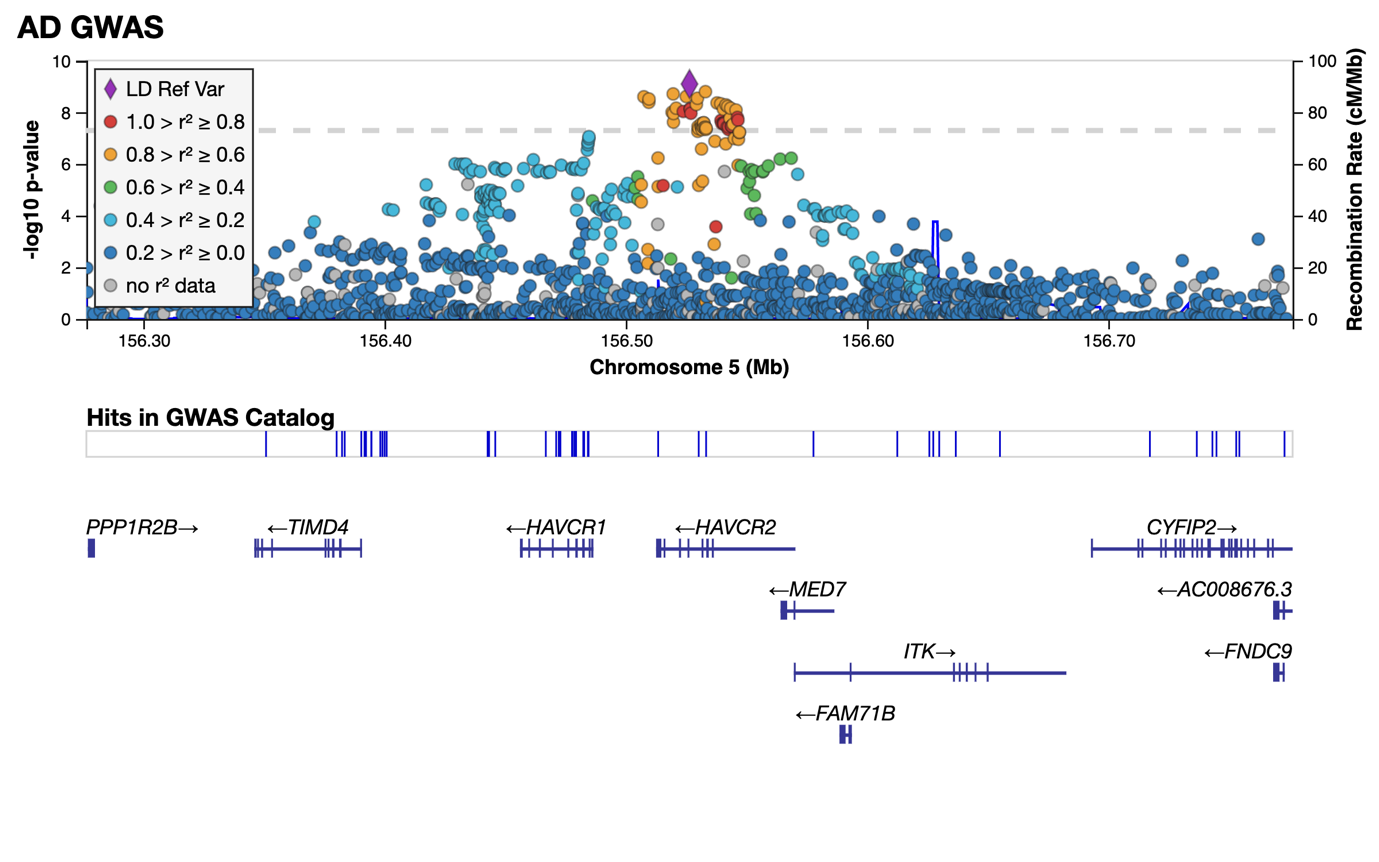 AD GWAS
-log10 p-value
10
8
6
4
2
0
LD Ref Var
1.0 > r² ≥ 0.8
0.8 > r² ≥ 0.6
0.6 > r² ≥ 0.4
0.4 > r² ≥ 0.2
0.2 > r² ≥ 0.0
no r² data
100
80
60
40
20
0
Recombination Rate (cM/Mb)
156.30 156.40 156.50 156.60 156.70
Chromosome 5 (Mb)
Hits in GWAS Catalog
PPP1R2B→ ←TIMD4 ←HAVCR1 ←HAVCR2 CYFIP2→
←MED7 ←AC008676.3
ITK→ ←FNDC9
←FAM71B